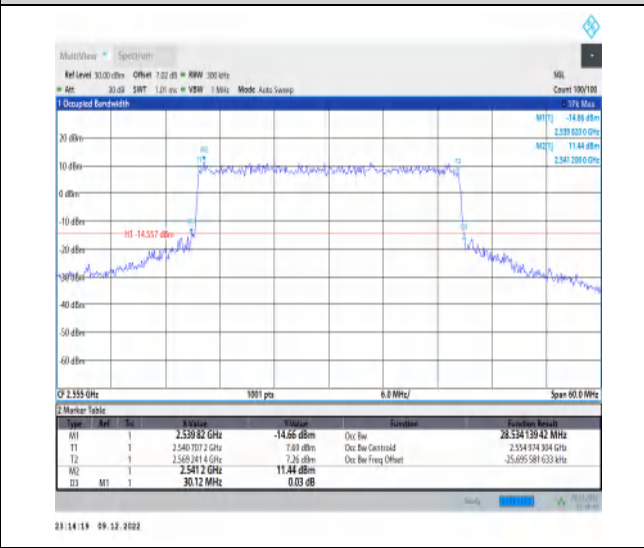 MultiView Spectrum
Ref Level 30.00 dBm Offset 7.02 dB RBW 300 kHz SGL
Att 30 dB SWT 1.01 ms VBW 1 MHz Mode Auto Sweep Count 100/100
1 Occupied Bandwidth 1Pk Max
M1[1] -14.66 dBm
2.539 820 0 GHz
M2[1] 11.44 dBm
2.541 200 0 GHz
20 dBm
M2
10 dBm
T1 T2
0 dBm
-10 dBm
H1 -14.557 dBm
-20 dBm
-30 dBm
-40 dBm
-50 dBm
-60 dBm
CF 2.555 GHz 1001 pts 6.0 MHz/ Span 60.0 MHz
2 Marker Table
Type Ref Trc X-Value Y-Value Function Function Result
M1 1 2.539 82 GHz -14.66 dBm Occ Bw 28.534 139 42 MHz
T1 1 2.540 707 2 GHz 7.69 dBm Occ Bw Centroid 2.554 974 304 GHz
T2 1 2.569 241 4 GHz 7.26 dBm Occ Bw Freq Offset -25.695 581 633 kHz
M2 1 2.541 2 GHz 11.44 dBm
D3 M1 1 30.12 MHz 0.03 dB
Ready
23:14:19 09.12.2022